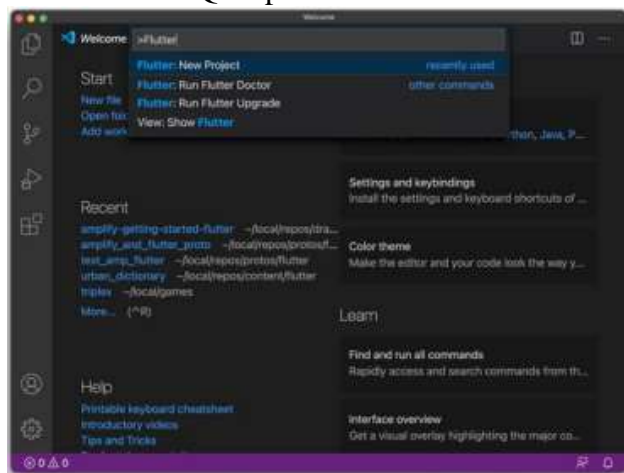 Welcome
Welcome
>Flutter
Flutter: New Project
recently used
Flutter: Run Flutter Doctor
other commands
Flutter: Run Flutter Upgrade
View: Show Flutter
Start
New file
Open
Add
Python, Java, P...
Settings and keybindings
Install the settings and keyboard shortcuts of ...
Recent
amplify-getting-started-flutter ~/local/repos/dra...
amplify_and_flutter_proto ~/local/repos/protos/f...
test_amp_flutter ~/local/repos/protos/flutter
urban_dictionary ~/local/repos/content/flutter
triplex ~/local/games
More... (^R)
Color theme
Make the editor and your code look the way y...
Learn
Find and run all commands
Rapidly access and search commands from th...
Help
Printable keyboard cheatsheet
Introductory videos
Tips and Tricks
Interface overview
Get a visual overlay highlighting the major co...
0 0